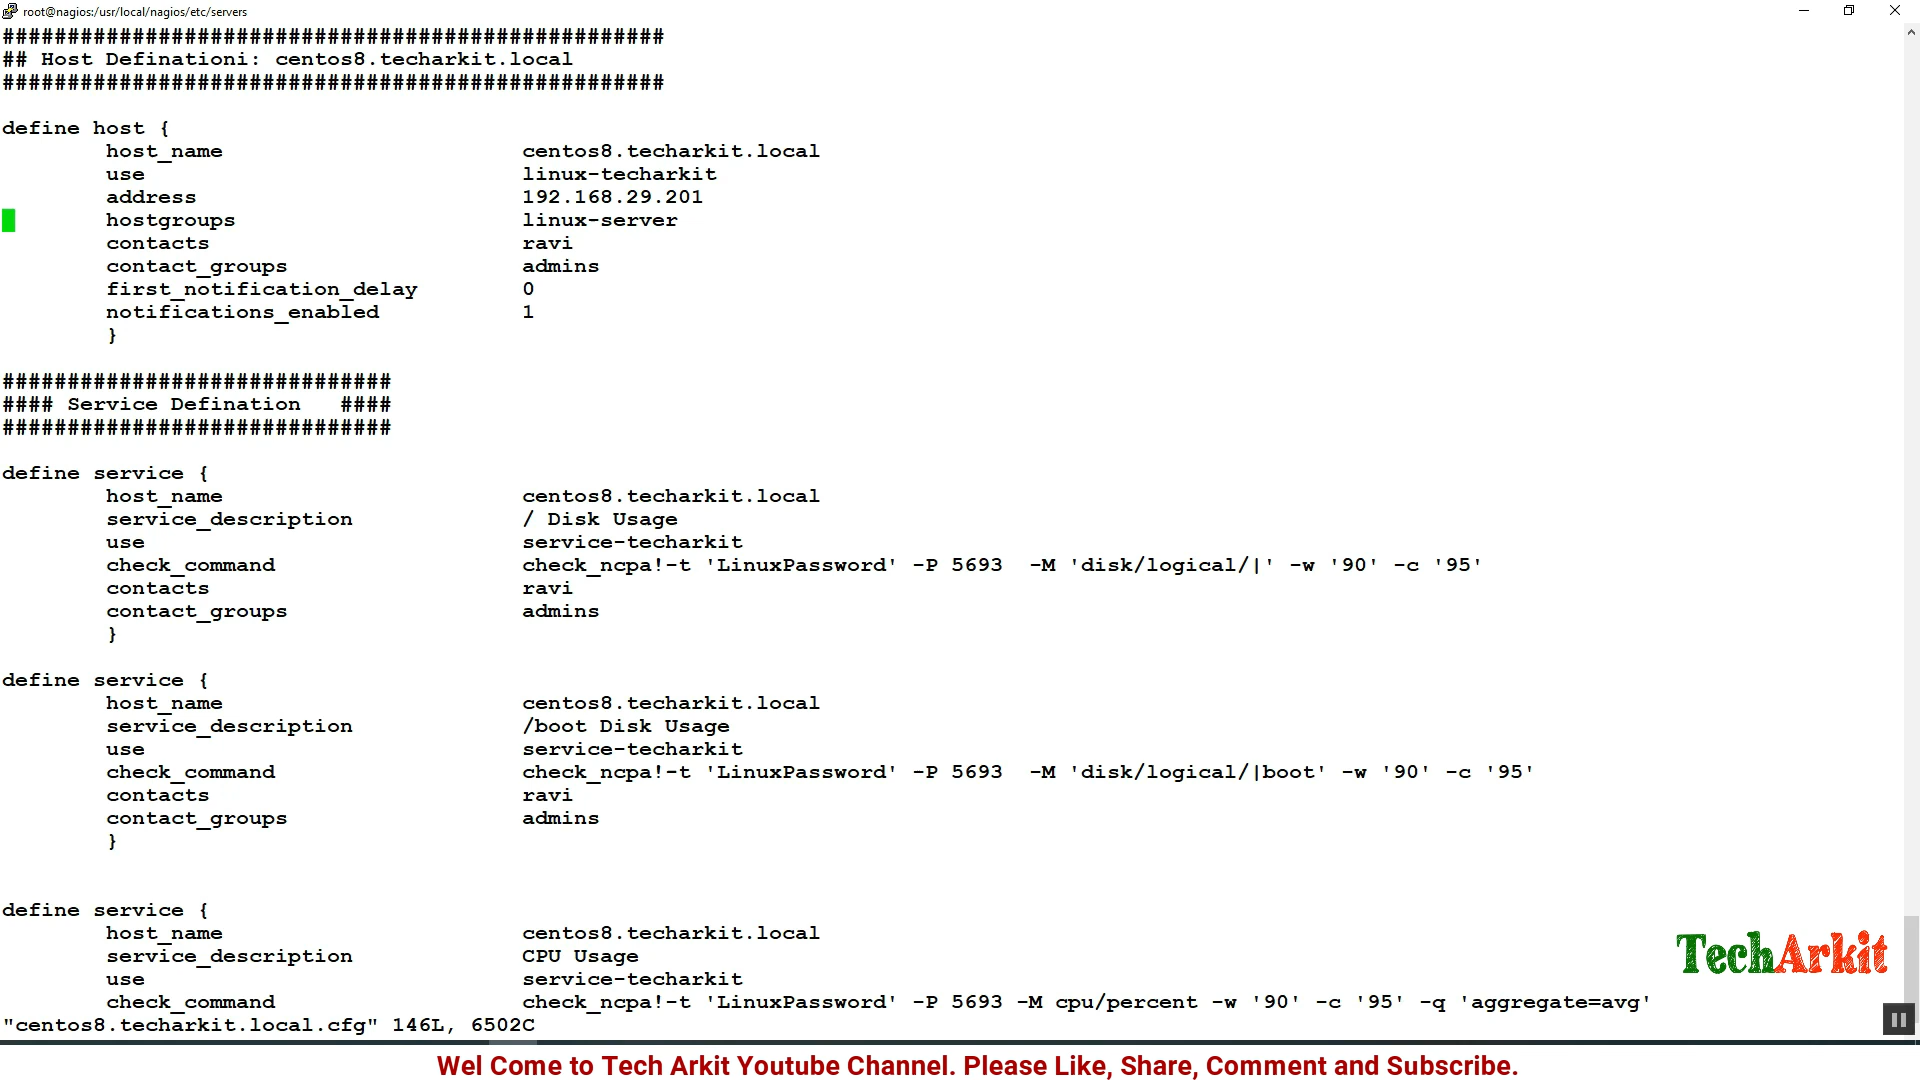 root@nagios:/usr/local/nagios/etc/servers
###################################################
## Host Definationi: centos8.techarkit.local
###################################################
define host {
host_name centos8.techarkit.local
use linux-techarkit
address 192.168.29.201
hostgroups linux-server
contacts ravi
contact_groups admins
first_notification_delay 0
notifications_enabled 1
}
##############################
#### Service Defination ####
##############################
define service {
host_name centos8.techarkit.local
service_description / Disk Usage
use service-techarkit
check_command check_ncpa!-t 'LinuxPassword' -P 5693 -M 'disk/logical/|' -w '90' -c '95'
contacts ravi
contact_groups admins
}
define service {
host_name centos8.techarkit.local
service_description /boot Disk Usage
use service-techarkit
check_command check_ncpa!-t 'LinuxPassword' -P 5693 -M 'disk/logical/|boot' -w '90' -c '95'
contacts ravi
contact_groups admins
}
define service {
host_name centos8.techarkit.local
service_description CPU Usage
use service-techarkit
check_command check_ncpa!-t 'LinuxPassword' -P 5693 -M cpu/percent -w '90' -c '95' -q 'aggregate=avg'
"centos8.techarkit.local.cfg" 146L, 6502C
TechArkit
Wel Come to Tech Arkit Youtube Channel. Please Like, Share, Comment and Subscribe.